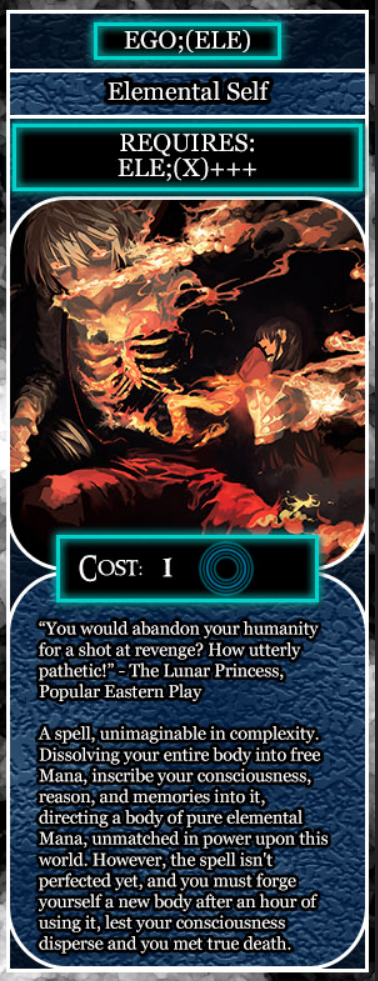 EGO;(ELE)
Elemental Self
REQUIRES:
ELE;(X)+++
COST: 1
“You would abandon your humanity
for a shot at revenge? How utterly
pathetic!” - The Lunar Princess,
Popular Eastern Play
A spell, unimaginable in complexity.
Dissolving your entire body into free
Mana, inscribe your consciousness,
reason, and memories into it,
directing a body of pure elemental
Mana, unmatched in power upon this
world. However, the spell isn't
perfected yet, and you must forge
yourself a new body after an hour of
using it, lest your consciousness
disperse and you met true death.